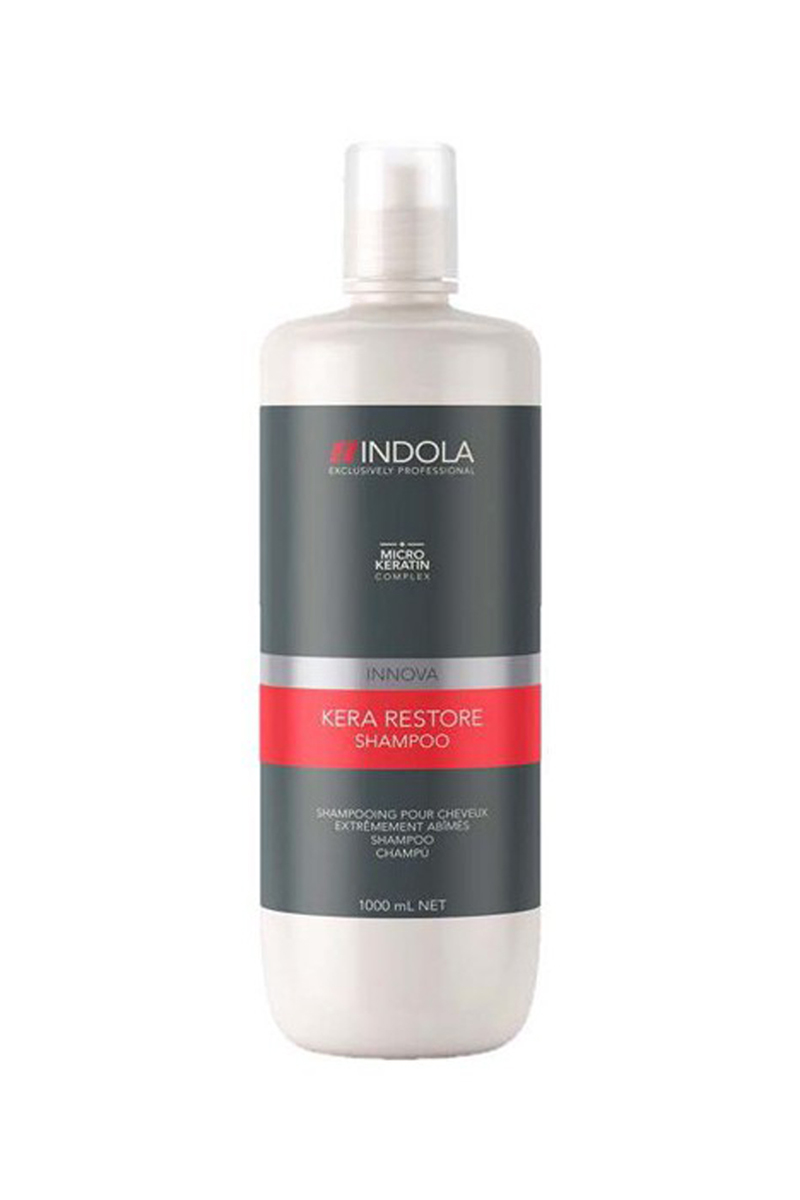 INDOLA
EXCLUSIVELY PROFESSIONAL
MICRO
KERATIN
COMPLEX
INNOVA
KERA RESTORE
SHAMPOO
SHAMPOOING POUR CHEVEUX
EXTRÊMEMENT ABÎMÉS
SHAMPOO
CHAMPÚ
1000 mL NET